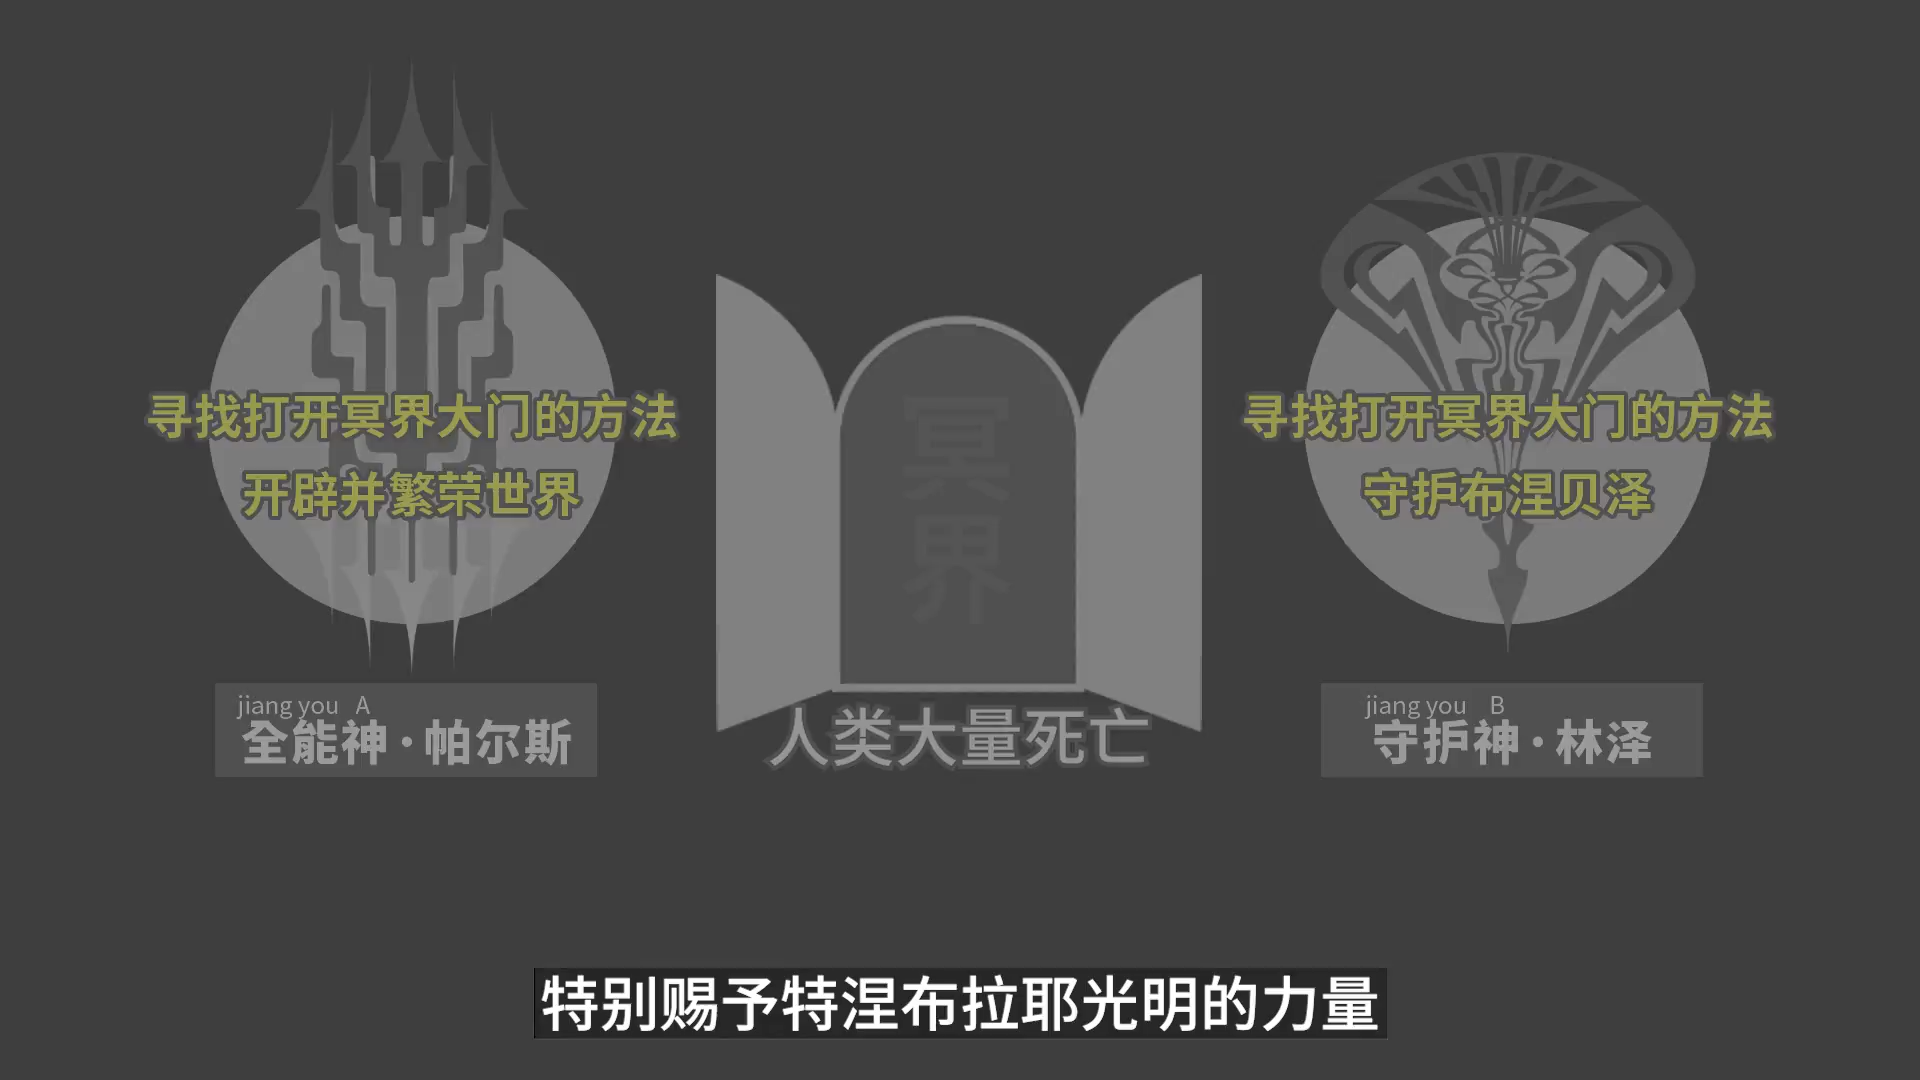 寻找打开冥界大门的方法
开辟并繁荣世界
jiang you A
全能神·帕尔斯
冥
界
人类大量死亡
寻找打开冥界大门的方法
守护布涅贝泽
jiang you B
守护神·林泽
特别赐予特涅布拉耶光明的力量